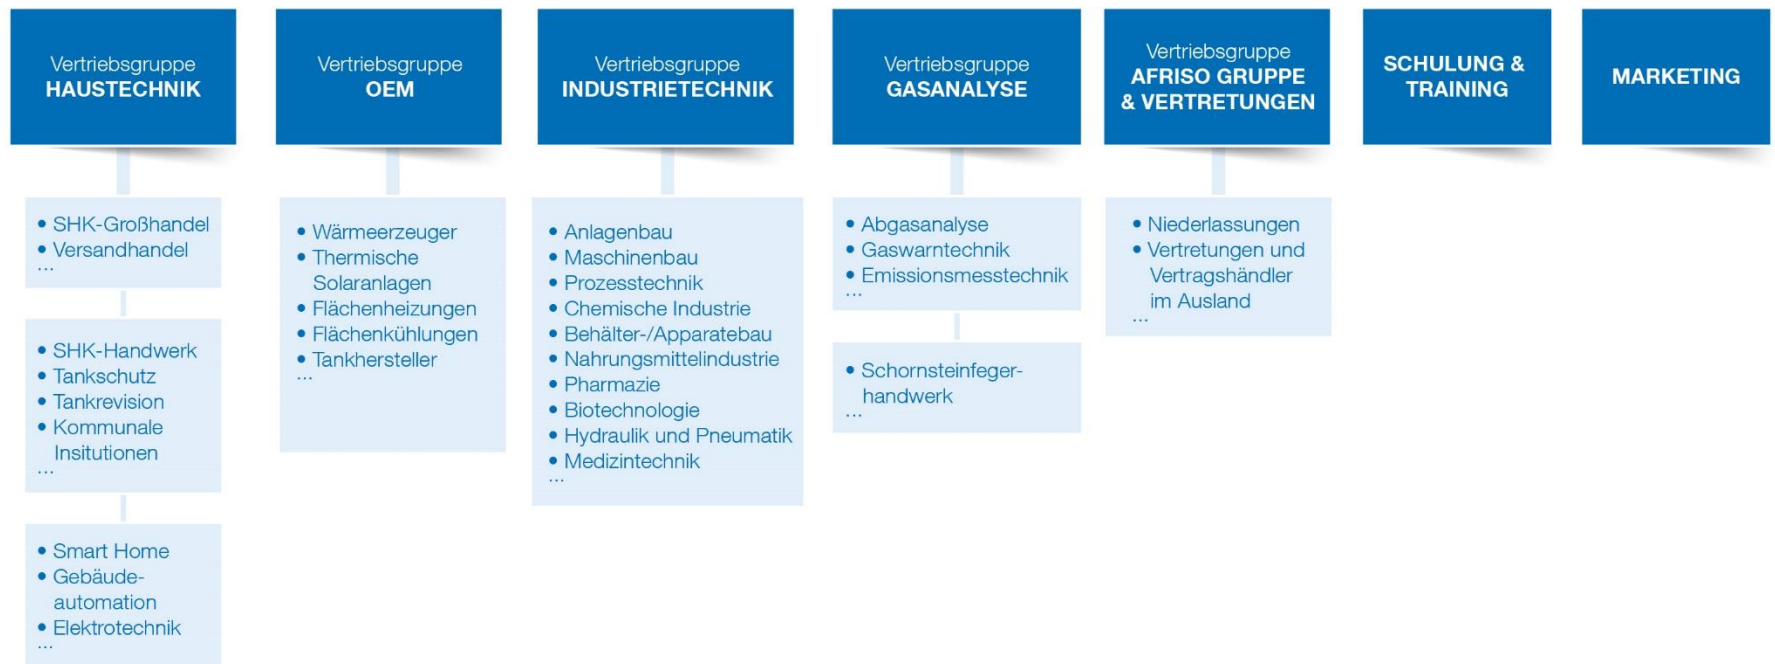 Vertriebsgruppe
HAUSTECHNIK
• SHK-Großhandel
• Versandhandel
...
• SHK-Handwerk
• Tankschutz
• Tankrevision
• Kommunale
Insitutionen
...
• Smart Home
• Gebäude-
automation
• Elektrotechnik
...
Vertriebsgruppe
OEM
• Wärmeerzeuger
• Thermische
Solaranlagen
• Flächenheizungen
• Flächenkühlungen
• Tankhersteller
...
Vertriebsgruppe
INDUSTRIETECHNIK
• Anlagenbau
• Maschinenbau
• Prozesstechnik
• Chemische Industrie
• Behälter-/Apparatebau
• Nahrungsmittelindustrie
• Pharmazie
• Biotechnologie
• Hydraulik und Pneumatik
• Medizintechnik
...
Vertriebsgruppe
GASANALYSE
• Abgasanalyse
• Gaswarntechnik
• Emissionsmesstechnik
...
• Schornsteinfeger-
handwerk
...
Vertriebsgruppe
AFRISO GRUPPE
& VERTRETUNGEN
• Niederlassungen
• Vertretungen und
Vertragshändler
im Ausland
...
SCHULUNG &
TRAINING
MARKETING